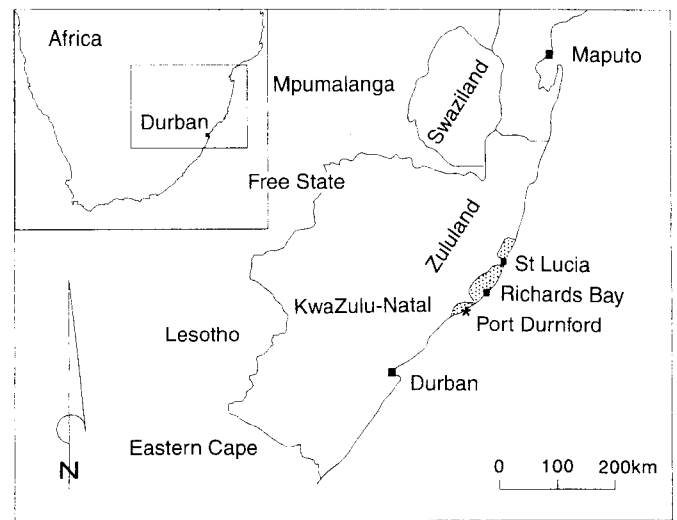 Africa
Durban
Mpumalanga
Swaziland
Maputo
Free State
Zululand
St Lucia
Richards Bay
KwaZulu-Natal
Port Durnford
Lesotho
Durban
Eastern Cape
N
0 100 200km